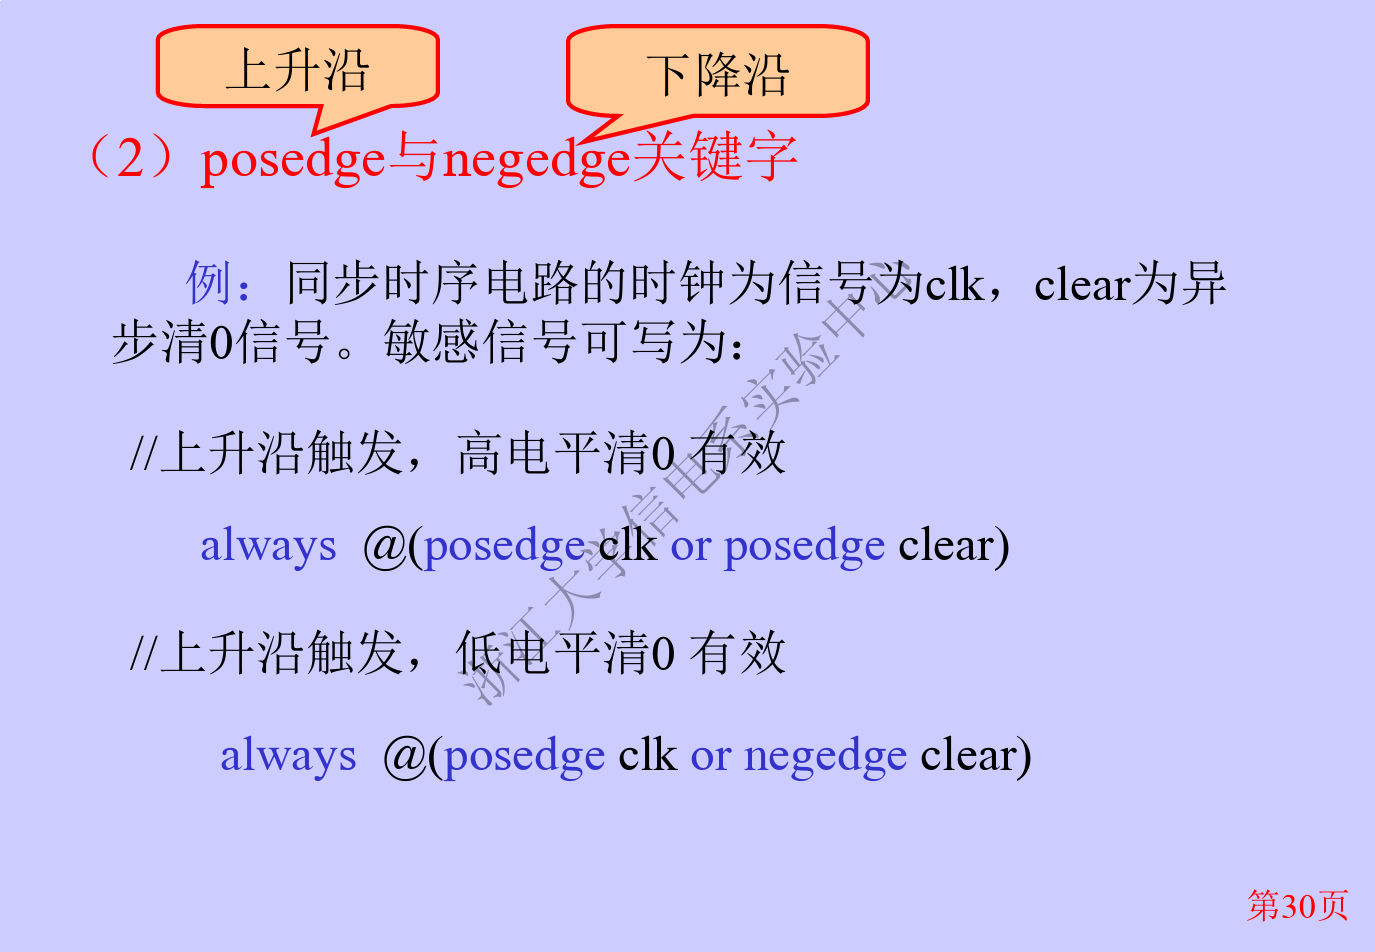 上升沿
下降沿
（2）posedge与negedge关键字
例：同步时序电路的时钟为信号为clk，clear为异
步清0信号。敏感信号可写为：
//上升沿触发，高电平清0 有效
always @(posedge clk or posedge clear)
//上升沿触发，低电平清0 有效
always @(posedge clk or negedge clear)
浙江大学信电系实验中心
第30页